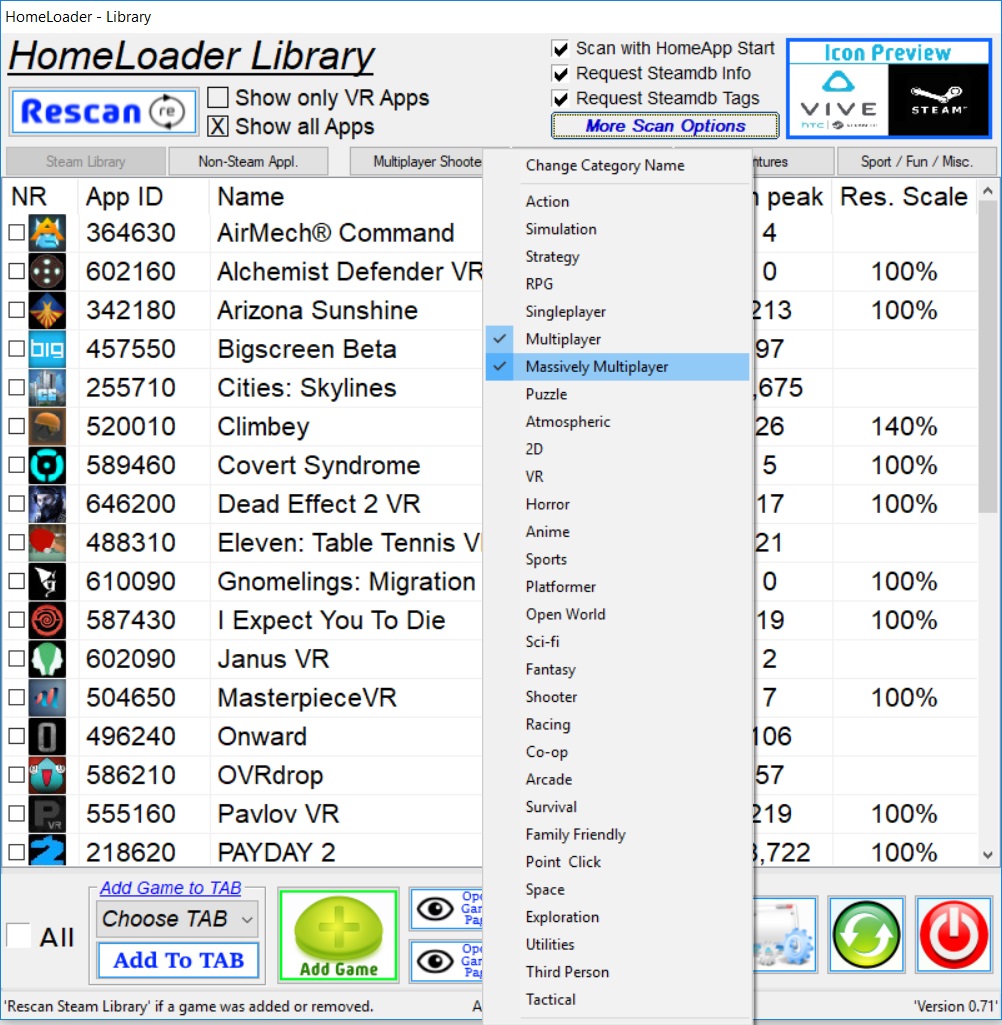 HomeLoader - Library
HomeLoader Library
Scan with HomeApp Start
Request Steamdb Info
Request Steamdb Tags
More Scan Options
Icon Preview
VIVE
htc
STEAM
Rescan re
Show only VR Apps
X Show all Apps
Steam Library
Non-Steam Appl.
Multiplayer Shoote
tures
Sport / Fun / Misc.
NR App ID Name peak Res. Scale
364630 AirMech® Command 4
602160 Alchemist Defender VR 0 100%
342180 Arizona Sunshine 213 100%
457550 Bigscreen Beta 97
255710 Cities: Skylines ,675
520010 Climbey 26 140%
589460 Covert Syndrome 5 100%
646200 Dead Effect 2 VR 17 100%
488310 Eleven: Table Tennis V 21
610090 Gnomelings: Migration 0 100%
587430 I Expect You To Die 19 100%
602090 Janus VR 2
504650 MasterpieceVR 7 100%
496240 Onward 106
586210 OVRdrop 57
555160 Pavlov VR 219 100%
218620 PAYDAY 2 3,722 100%
big
P VR
2
Change Category Name
Action
Simulation
Strategy
RPG
Singleplayer
Multiplayer
Massively Multiplayer
Puzzle
Atmospheric
2D
VR
Horror
Anime
Sports
Platformer
Open World
Sci-fi
Fantasy
Shooter
Racing
Co-op
Arcade
Survival
Family Friendly
Point Click
Space
Exploration
Utilities
Third Person
Tactical
All
Add Game to TAB
Choose TAB
Add To TAB
Add Game
Ope
Gar
Pag
Ope
Gar
Pag
'Rescan Steam Library' if a game was added or removed.
A
'Version 0.71'